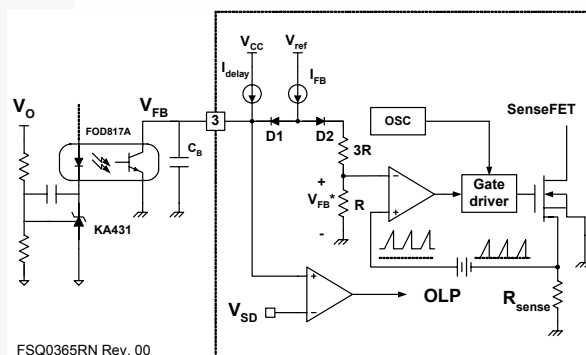 V_CC V_ref
I_delay I_FB
V_O V_FB 3
FOD817A
D1 D2
OSC
SenseFET
C_B
3R
+
V_FB* R
-
Gate
driver
KA431
- +
+ -
V_SD
OLP
R_sense
FSQ0365RN Rev. 00